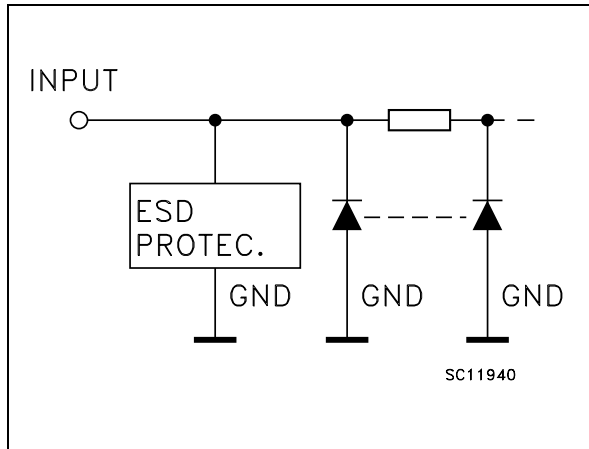 INPUT
ESD
PROTEC.
GND
GND
GND
SC11940